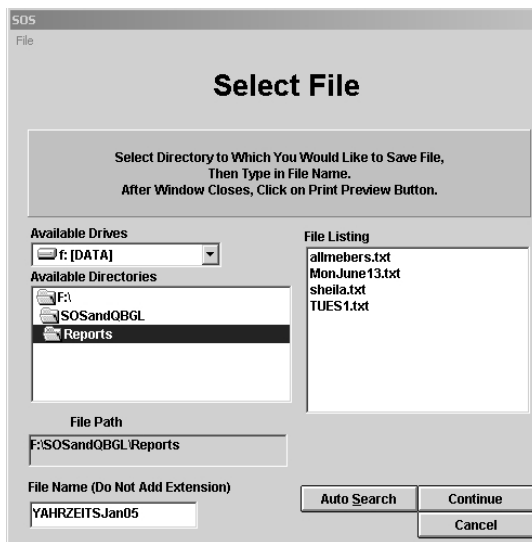 SOS
File
Select File
Select Directory to Which You Would Like to Save File,
Then Type in File Name.
After Window Closes, Click on Print Preview Button.
Available Drives
f: [DATA]
Available Directories
F:\
SOSandQBGL
Reports
File Listing
allmebers.txt
MonJune13.txt
sheila.txt
TUES1.txt
File Path
F:\SOSandQBGL\Reports
File Name (Do Not Add Extension)
YAHRZEITSJan05
Auto Search
Continue
Cancel